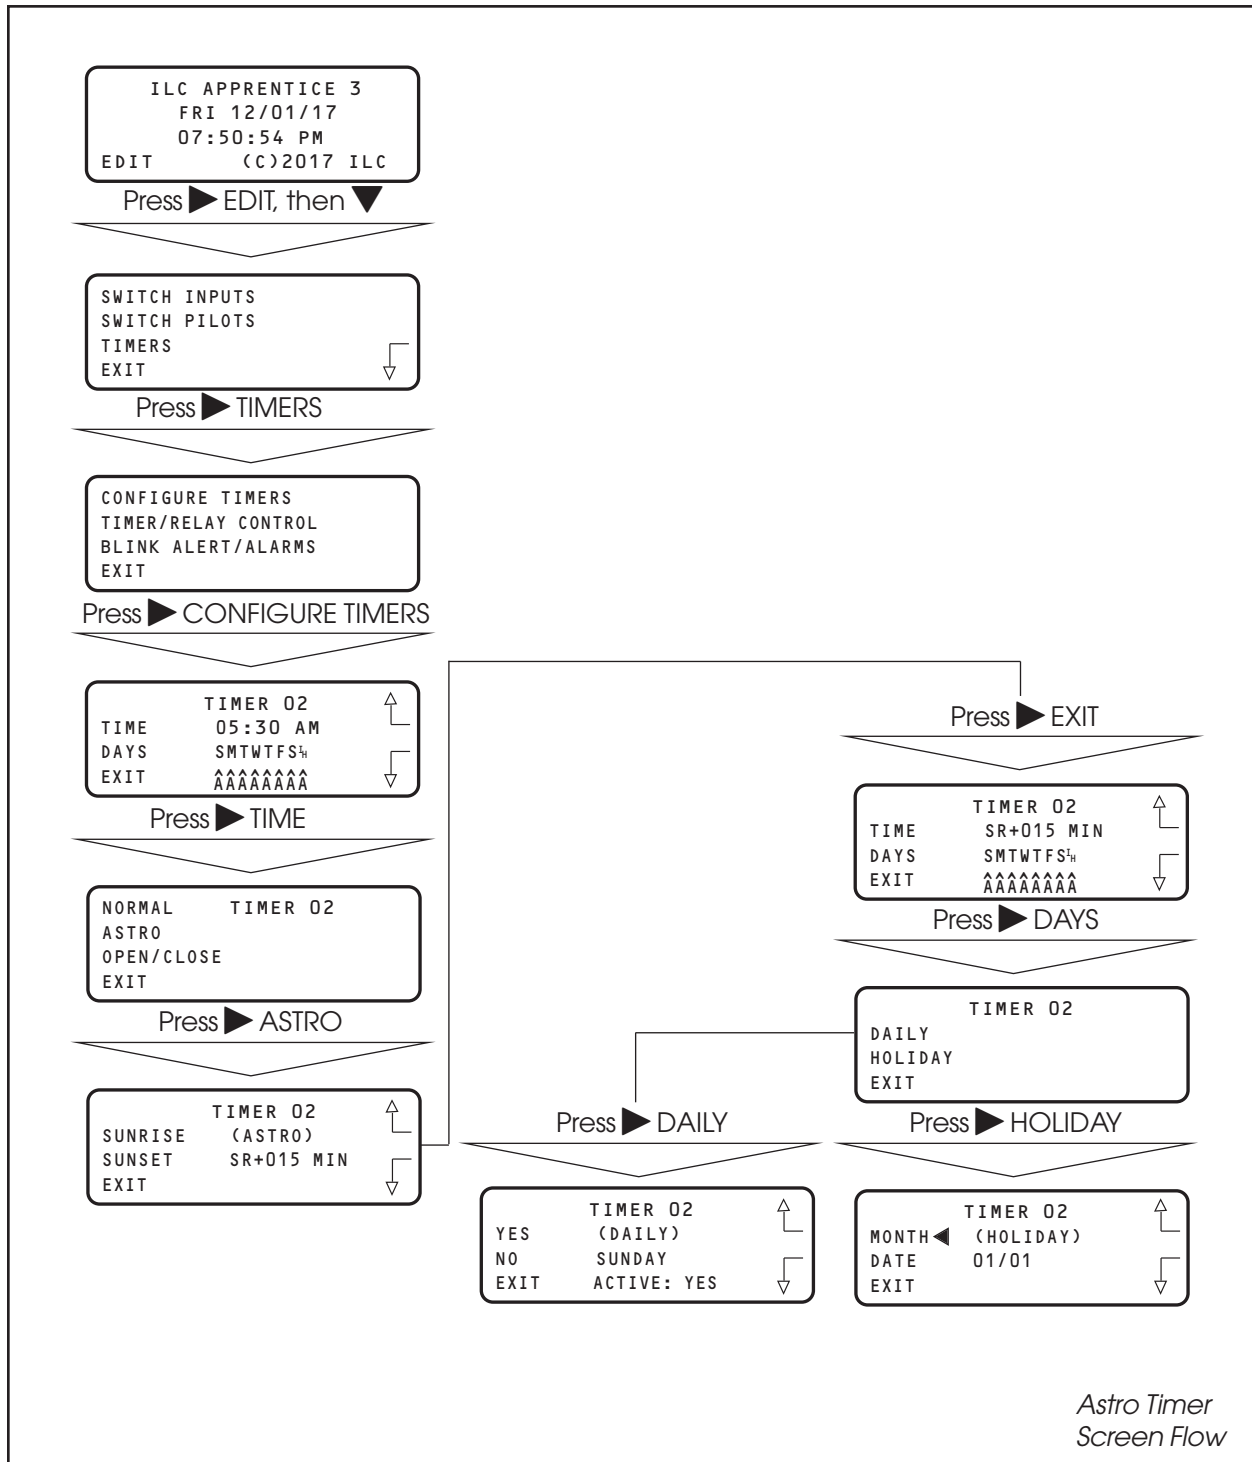 ILC APPRENTICE 3
FRI 12/01/17
07:50:54 PM
EDIT (C)2017 ILC
Press ▶ EDIT, then ▼
SWITCH INPUTS
SWITCH PILOTS
TIMERS
EXIT
Press ▶ TIMERS
CONFIGURE TIMERS
TIMER/RELAY CONTROL
BLINK ALERT/ALARMS
EXIT
Press ▶ CONFIGURE TIMERS
TIMER 02
TIME 05:30 AM
DAYS SMTWTFSIH
EXIT ÂÂÂÂÂÂÂÂ
Press ▶ TIME
NORMAL TIMER 02
ASTRO
OPEN/CLOSE
EXIT
Press ▶ ASTRO
TIMER 02
SUNRISE (ASTRO)
SUNSET SR+015 MIN
EXIT
Press ▶ EXIT
TIMER 02
TIME SR+015 MIN
DAYS SMTWTFSIH
EXIT ÂÂÂÂÂÂÂÂ
Press ▶ DAYS
TIMER 02
DAILY
HOLIDAY
EXIT
Press ▶ DAILY
TIMER 02
YES (DAILY)
NO SUNDAY
EXIT ACTIVE: YES
Press ▶ HOLIDAY
TIMER 02
MONTH◀ (HOLIDAY)
DATE 01/01
EXIT
Astro Timer
Screen Flow